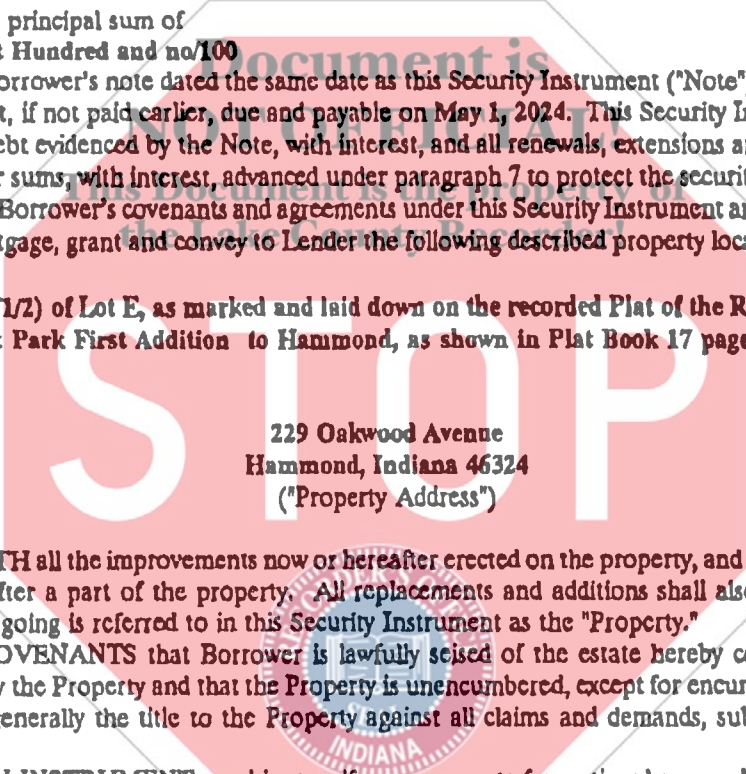 principal sum of
Hundred and no/100
Document is
orrower's note dated the same date as this Security Instrument ("Note"
t, if not paid earlier, due and payable on May 1, 2024. This Security I
NOT OFFICIAL!
ebt evidenced by the Note, with interest, and all renewals, extensions a
r sums, with interest, advanced under paragraph 7 to protect the securit
This Document is the property of
Borrower's covenants and agreements under this Security Instrument a
the Lake County Recorder!
tgage, grant and convey to Lender the following described property loc
1/2) of Lot E, as marked and laid down on the recorded Plat of the R
Park First Addition to Hammond, as shown in Plat Book 17 page
STOP
229 Oakwood Avenue
Hammond, Indiana 46324
("Property Address")
TH all the improvements now or hereafter erected on the property, and
fter a part of the property. All replacements and additions shall also
going is referred to in this Security Instrument as the "Property."
OVENANTS that Borrower is lawfully seised of the estate hereby c
y the Property and that the Property is unencumbered, except for encum
generally the title to the Property against all claims and demands, sub
SEAL
INDIANA